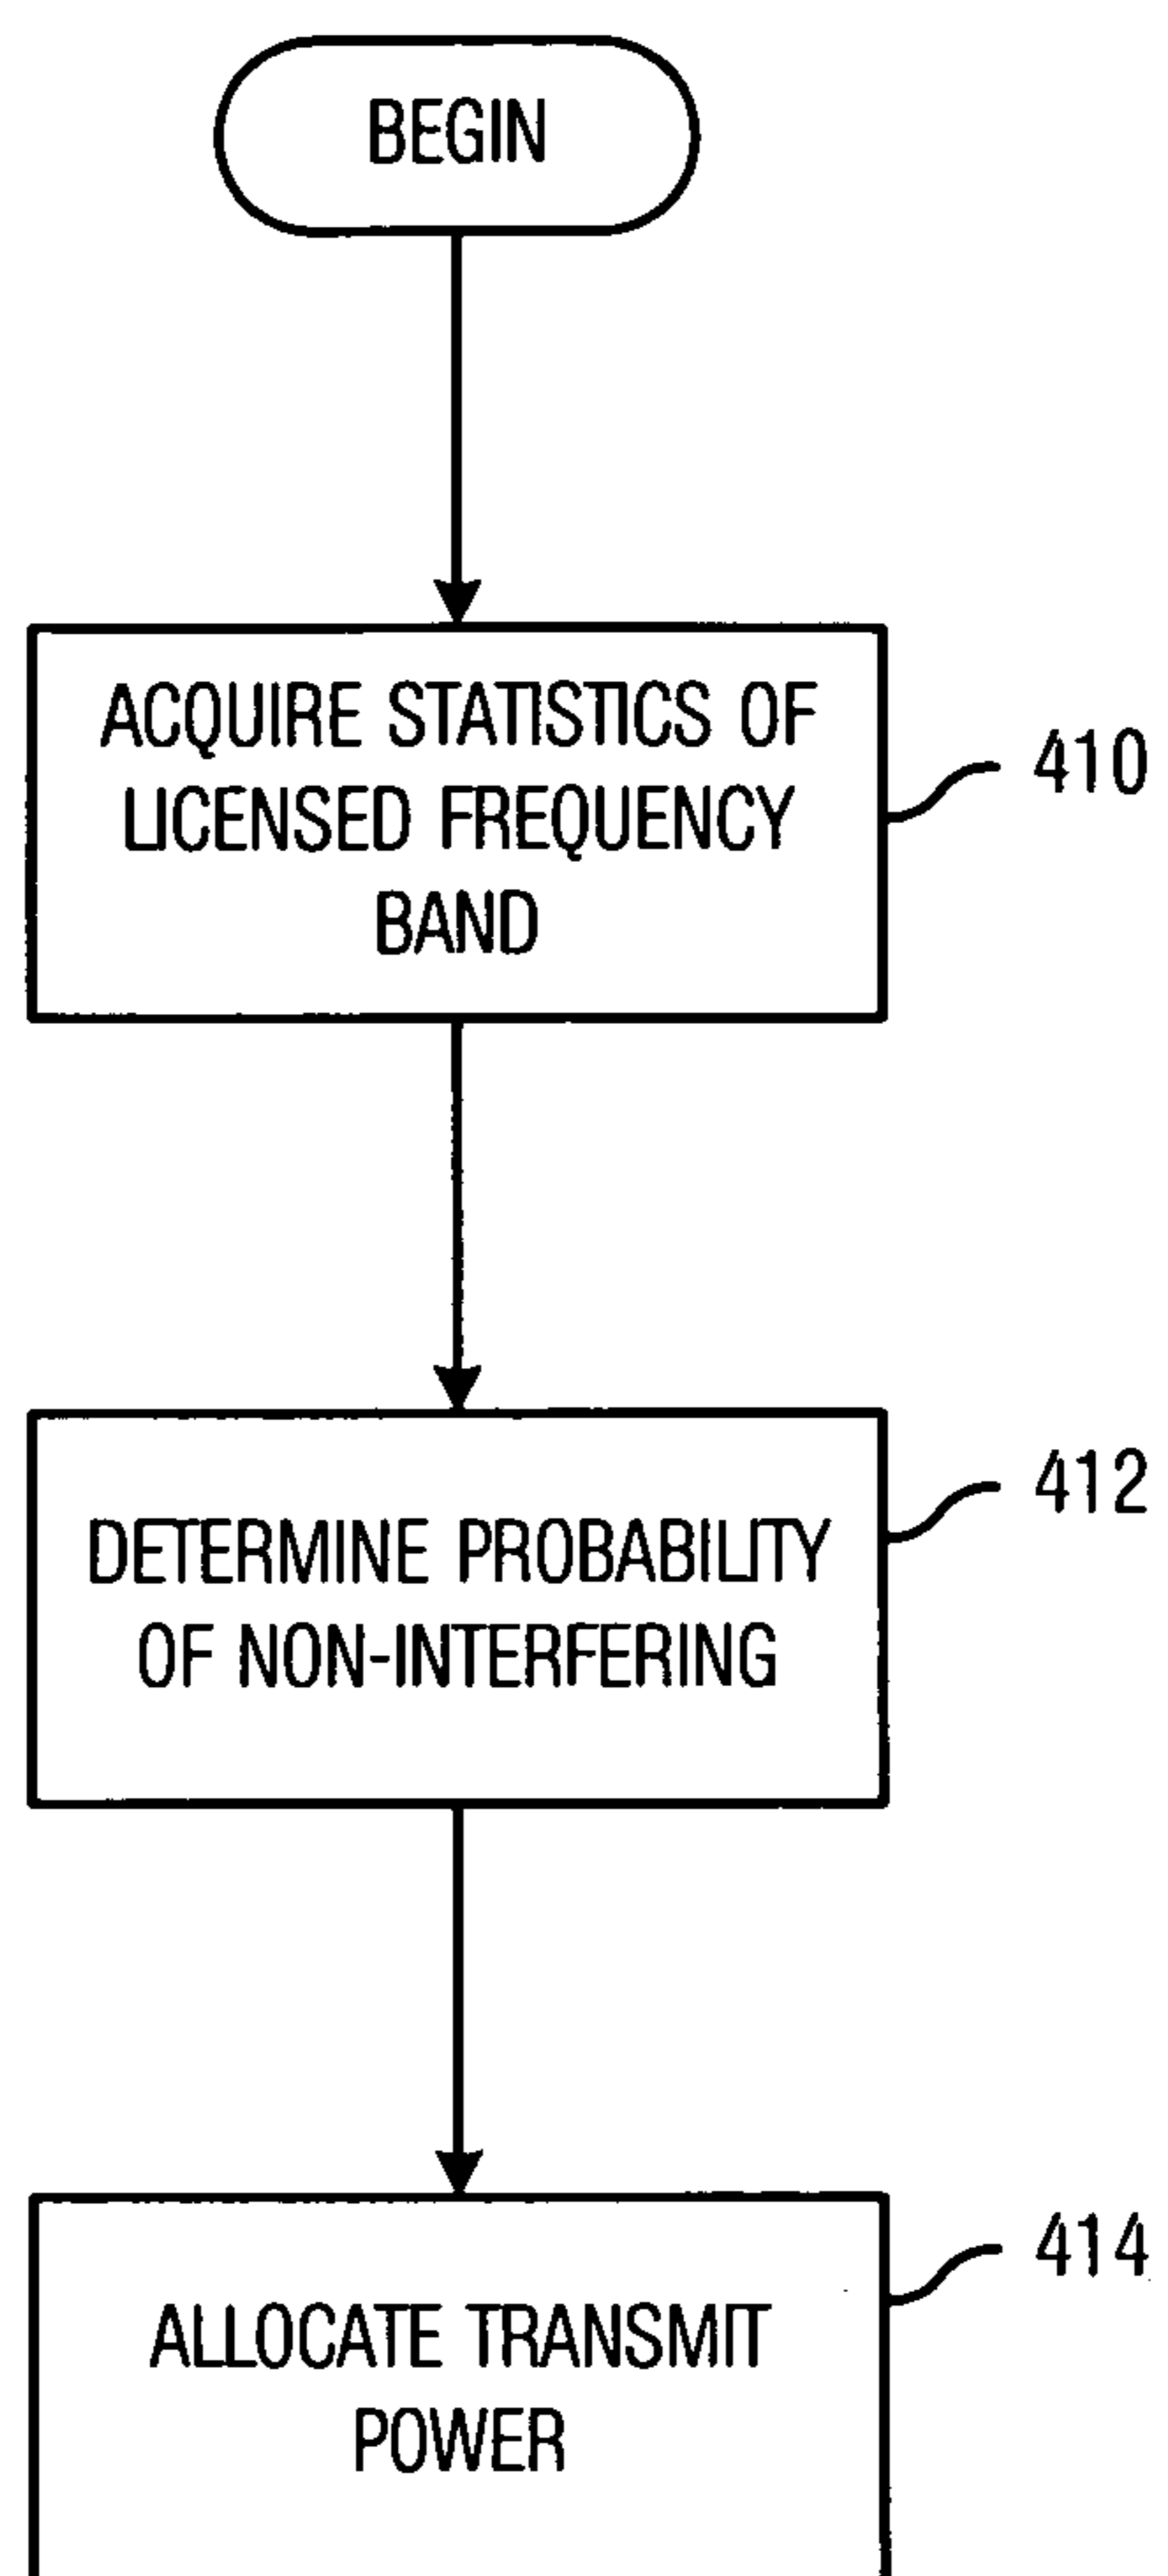 BEGIN
ACQUIRE STATISTICS OF
LICENSED FREQUENCY
BAND
410
DETERMINE PROBABILITY
OF NON-INTERFERING
412
ALLOCATE TRANSMIT
POWER
414